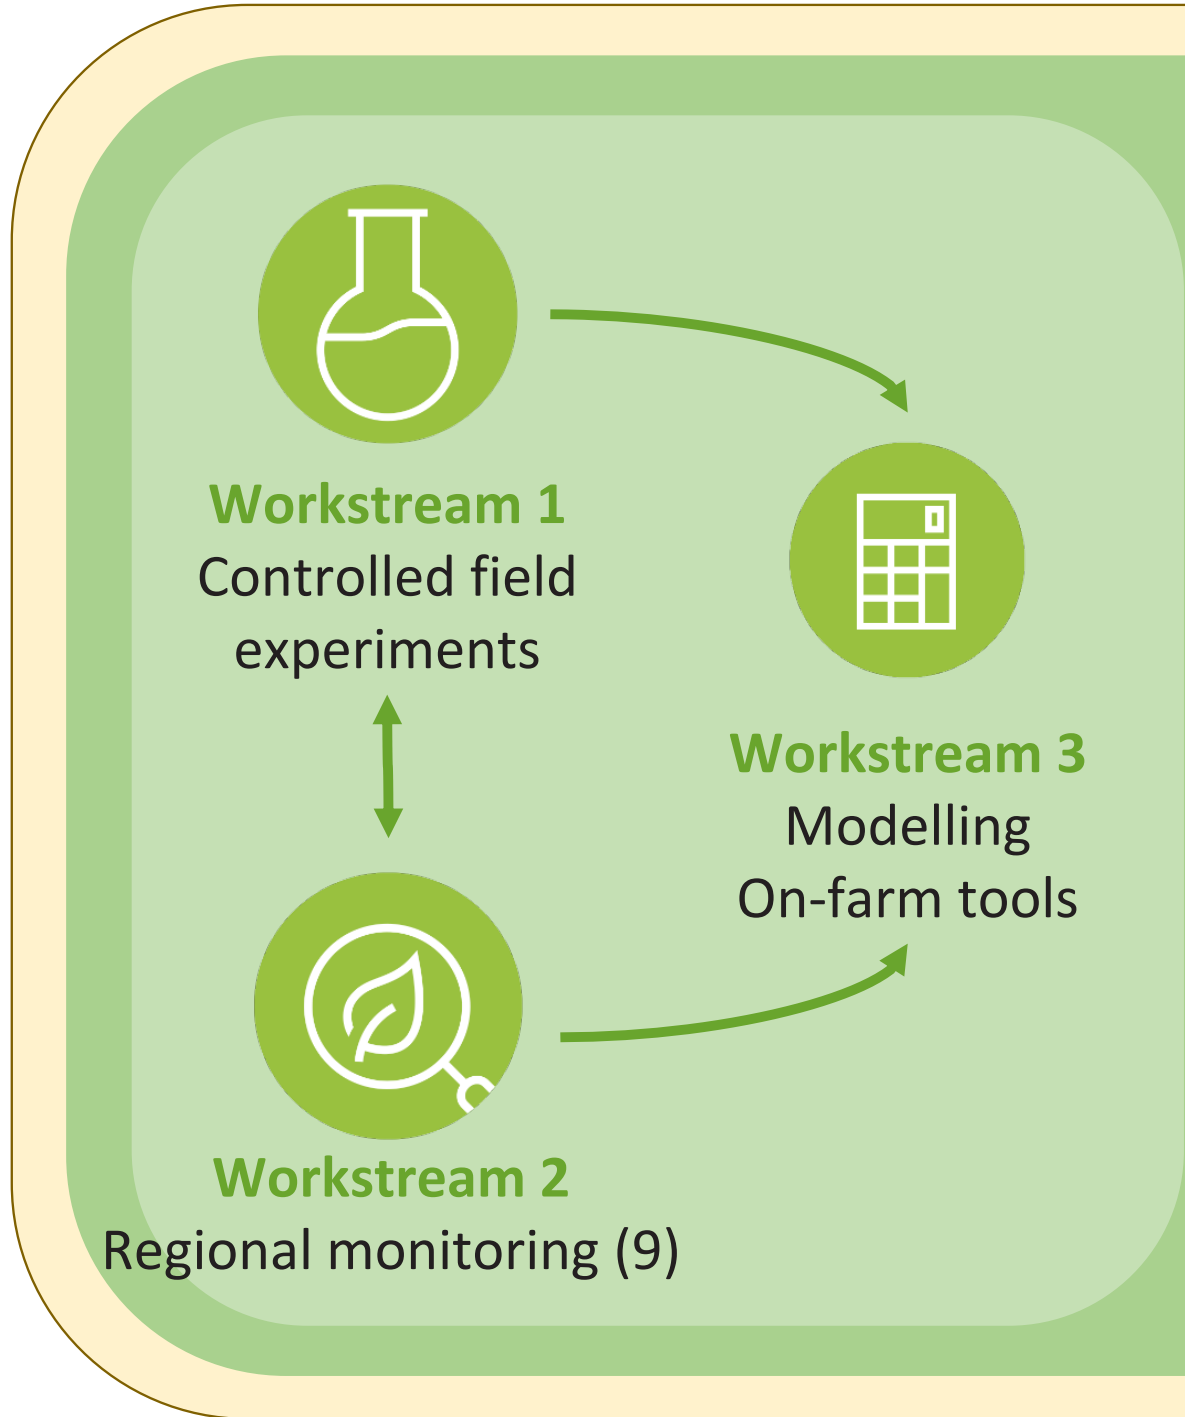 Workstream 1
Controlled field
experiments
Workstream 3
Modelling
On-farm tools
Workstream 2
Regional monitoring (9)